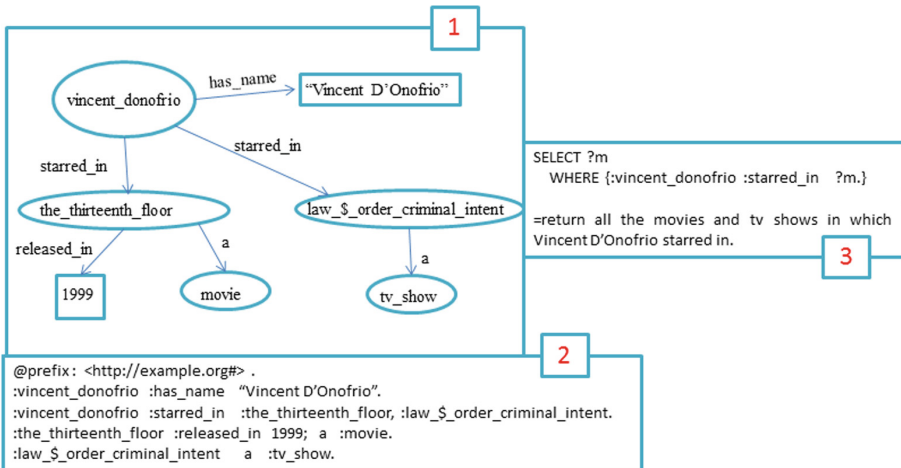 1
vincent_donofrio
has_name
“Vincent D’Onofrio”
starred_in
starred_in
the_thirteenth_floor
law_$_order_criminal_intent
released_in
a
a
1999
movie
tv_show
SELECT ?m
WHERE {:vincent_donofrio :starred_in ?m.}
=return all the movies and tv shows in which
Vincent D’Onofrio starred in.
3
2
@prefix: <http://example.org#> .
:vincent_donofrio :has_name “Vincent D’Onofrio”.
:vincent_donofrio :starred_in :the_thirteenth_floor, :law_$_order_criminal_intent.
:the_thirteenth_floor :released_in 1999; a :movie.
:law_$_order_criminal_intent a :tv_show.